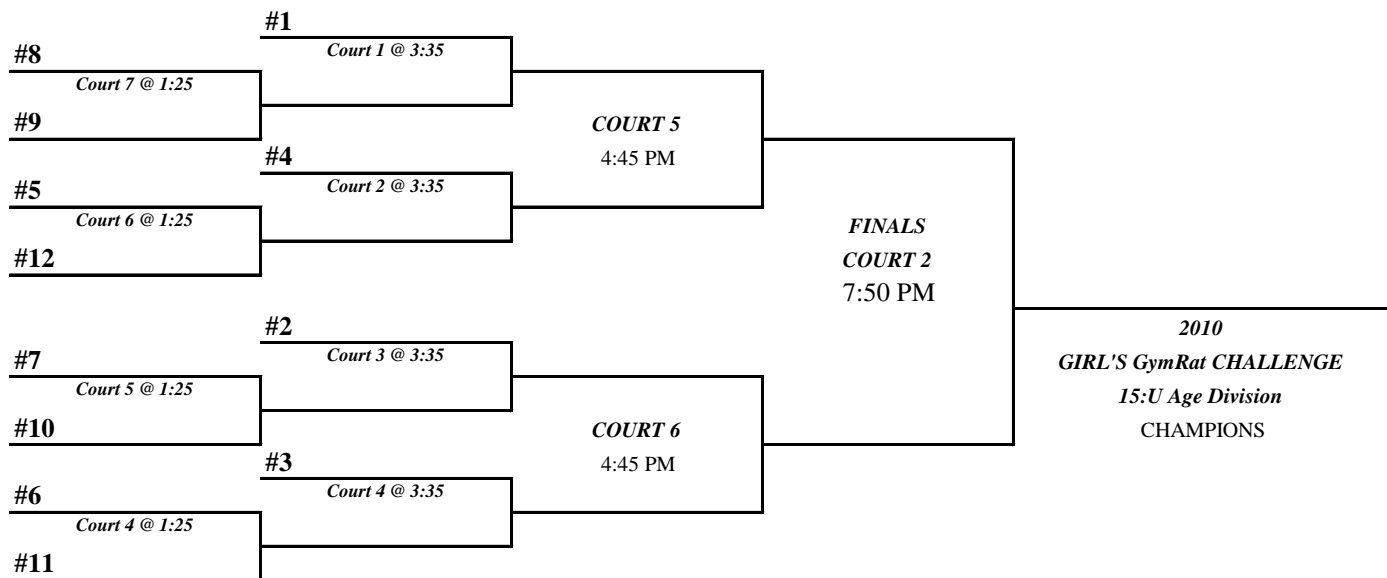 #1
#8
Court 1 @ 3:35
Court 7 @ 1:25
#9
COURT 5
#4
4:45 PM
#5
Court 2 @ 3:35
Court 6 @ 1:25
FINALS
#12
COURT 2
7:50 PM
#2
2010
#7
Court 3 @ 3:35
GIRL'S GymRat CHALLENGE
Court 5 @ 1:25
15:U Age Division
#10
COURT 6
CHAMPIONS
#3
4:45 PM
#6
Court 4 @ 3:35
Court 4 @ 1:25
#11